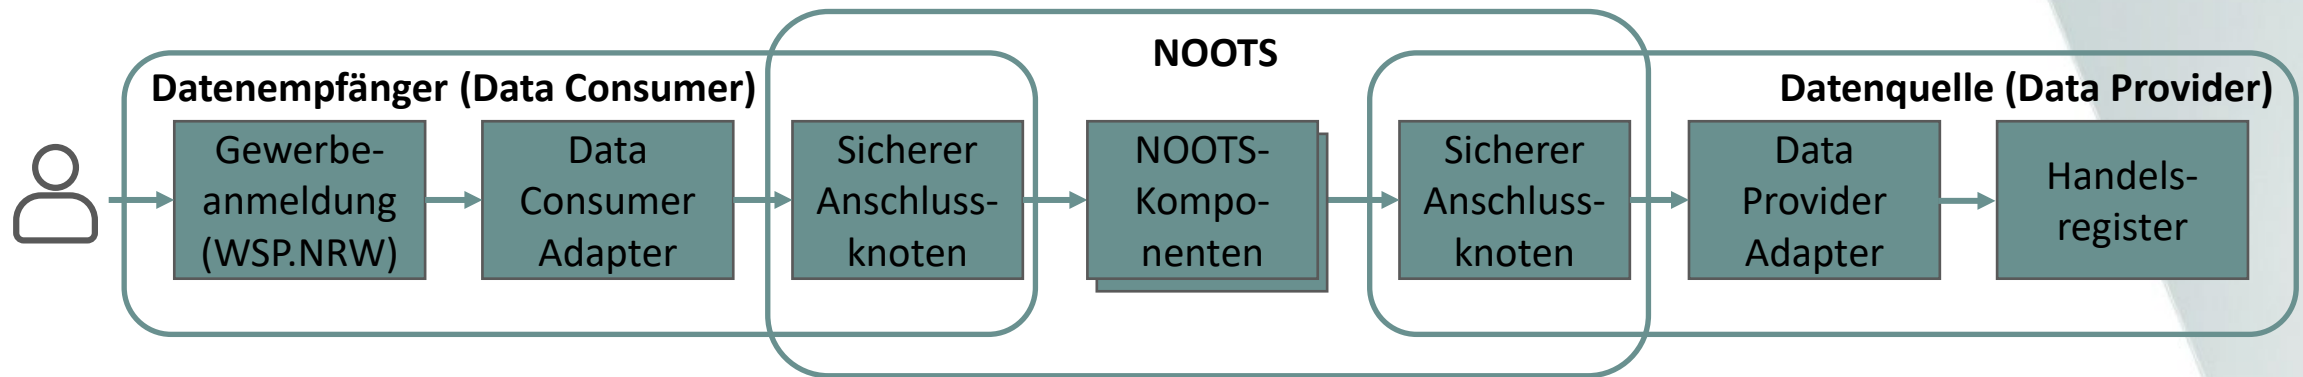 NOOTS
Datenempfänger (Data Consumer)
Datenquelle (Data Provider)
Gewerbe-
anmeldung
(WSP.NRW)
Data
Consumer
Adapter
Sicherer
Anschluss-
knoten
NOOTS-
Kompo-
nenten
Sicherer
Anschluss-
knoten
Data
Provider
Adapter
Handels-
register